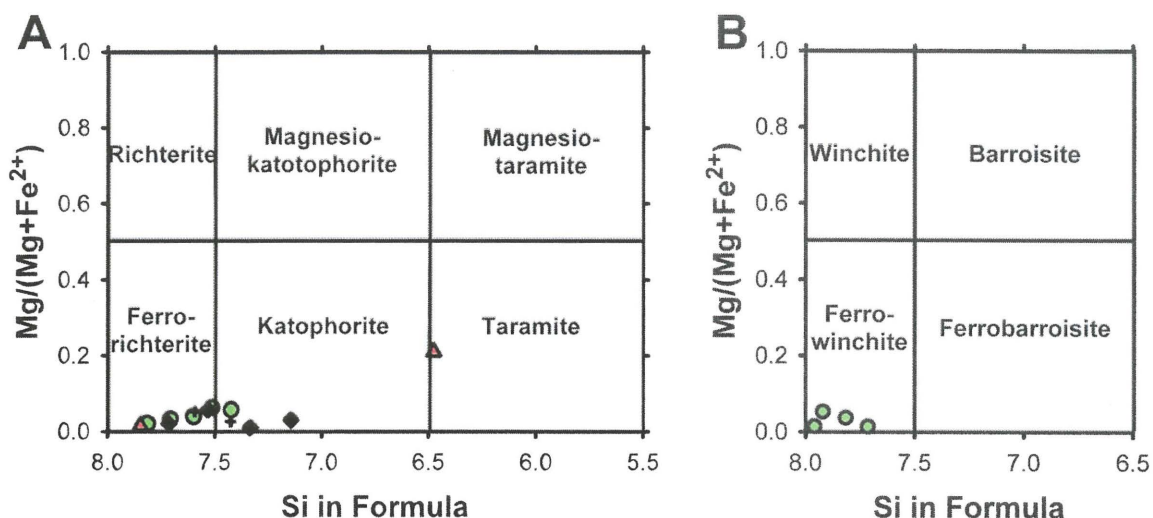 A
B
1.0
0.8
0.6
0.4
0.2
0.0
Mg/(Mg+Fe2+)
Richterite
Magnesio-
katotophorite
Magnesio-
taramite
Ferro-
richterite
Katophorite
Taramite
8.0 7.5 7.0 6.5 6.0 5.5
Si in Formula
1.0
0.8
0.6
0.4
0.2
0.0
Mg/(Mg+Fe2+)
Winchite
Barroisite
Ferro-
winchite
Ferrobarroisite
8.0 7.5 7.0 6.5
Si in Formula